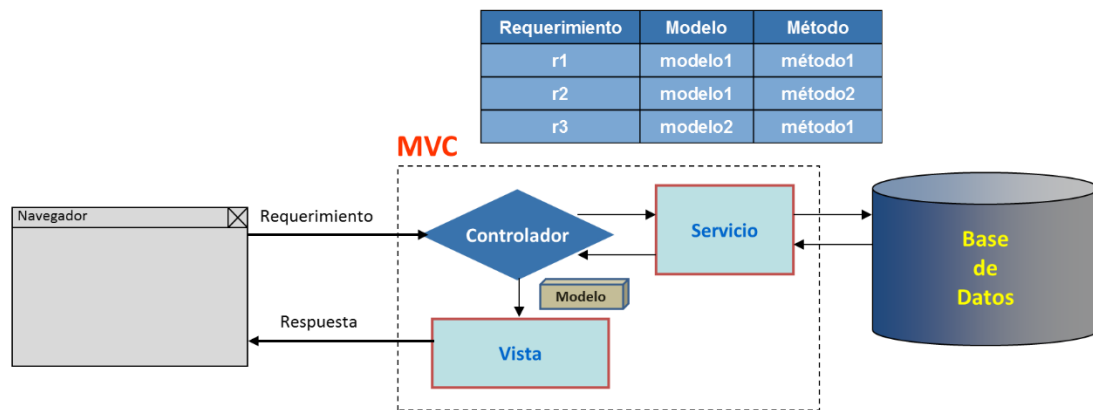 Requerimiento Modelo Método
r1 modelo1 método1
r2 modelo1 método2
r3 modelo2 método1
MVC
Navegador
Requerimiento
Controlador
Servicio
Base
de
Datos
Modelo
Respuesta
Vista